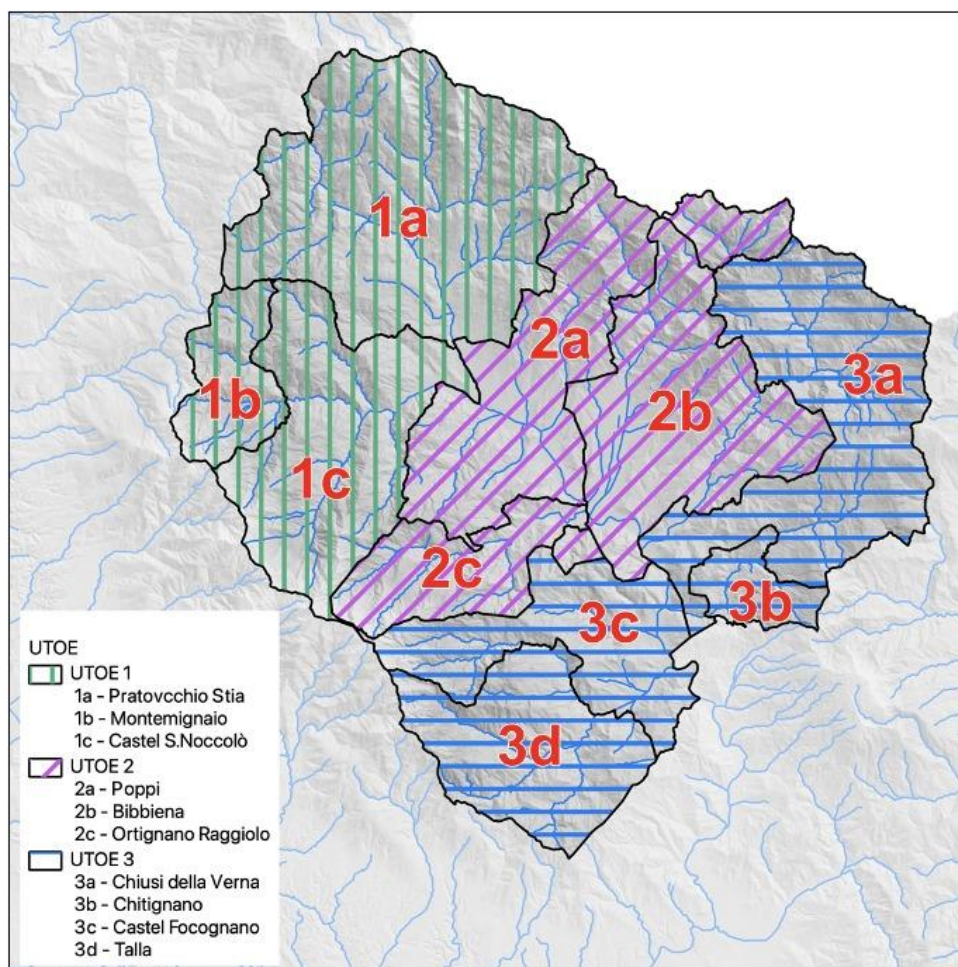 1a
2a
3a
1b
2b
1c
2c
3b
3c
3d
UTOE
UTOE 1
1a - Pratovcchio Stia
1b - Montemignaio
1c - Castel S.Noccolò
UTOE 2
2a - Poppi
2b - Bibbiena
2c - Ortignano Raggiolo
UTOE 3
3a - Chiusi della Verna
3b - Chitignano
3c - Castel Focognano
3d - Talla